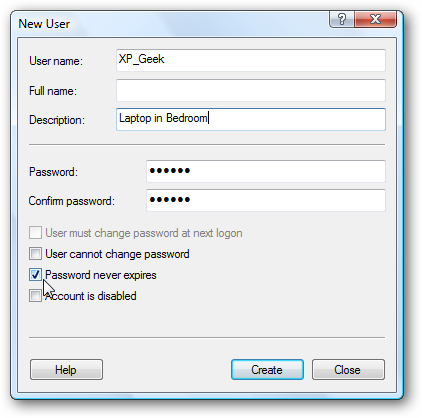 New User
User name: XP_Geek
Full name:
Description: Laptop in Bedroom
Password: ●●●●●●
Confirm password: ●●●●●●
User must change password at next logon
User cannot change password
Password never expires
Account is disabled
Help Create Close